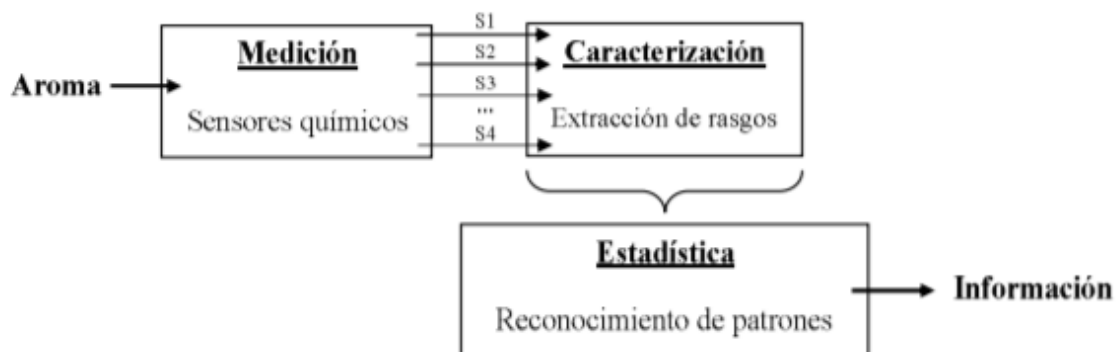 Aroma
Medición
Sensores químicos
S1
S2
S3
...
S4
Caracterización
Extracción de rasgos
Estadística
Reconocimiento de patrones
Información